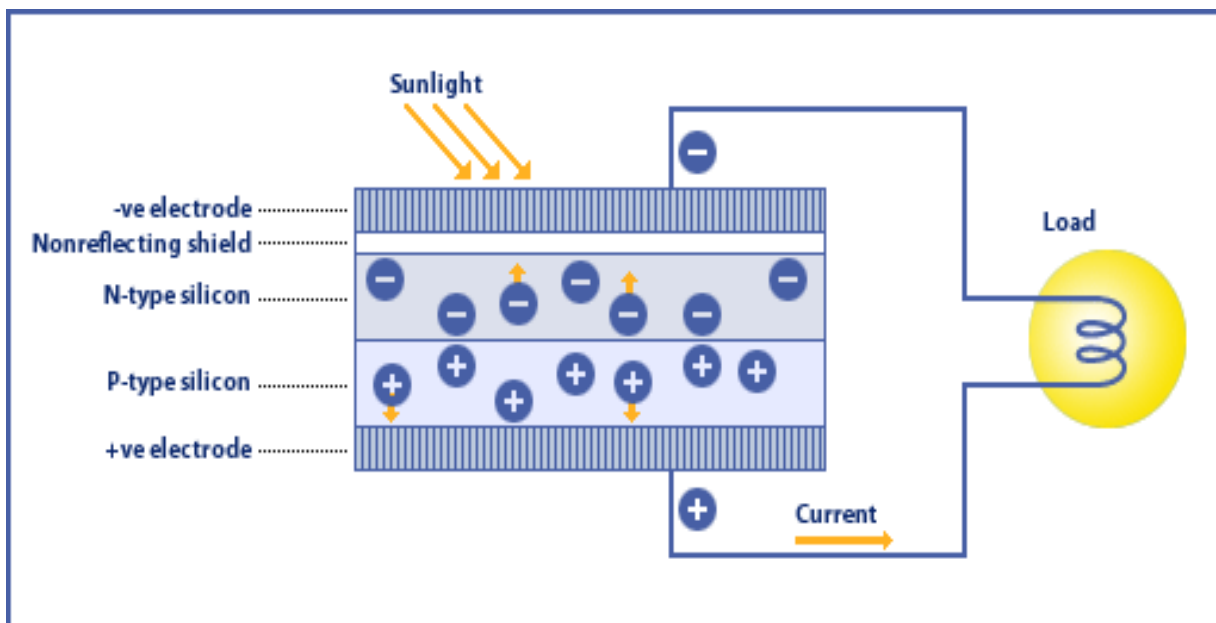 Sunlight
-ve electrode
Nonreflecting shield
N-type silicon
P-type silicon
+ve electrode
Load
Current